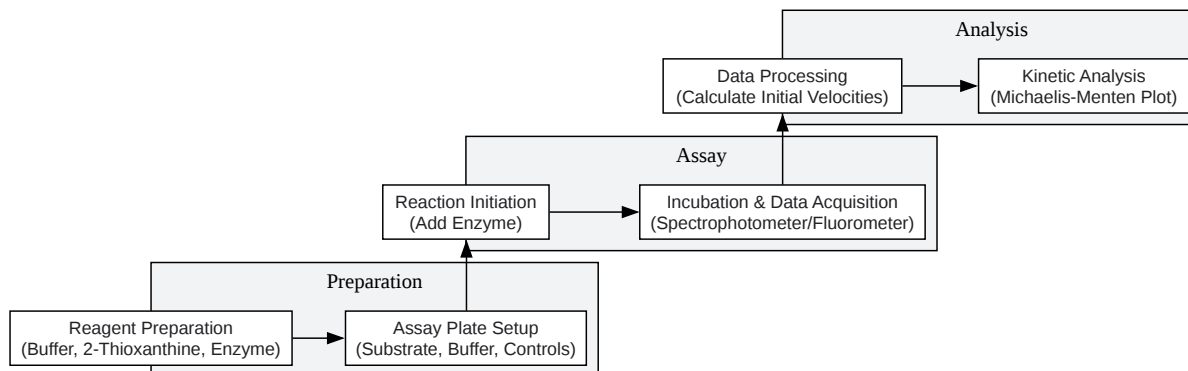 Analysis
Data Processing
(Calculate Initial Velocities)
Kinetic Analysis
(Michaelis-Menten Plot)
Assay
Reaction Initiation
(Add Enzyme)
Incubation & Data Acquisition
(Spectrophotometer/Fluorometer)
Preparation
Reagent Preparation
(Buffer, 2-Thioxanthine, Enzyme)
Assay Plate Setup
(Substrate, Buffer, Controls)